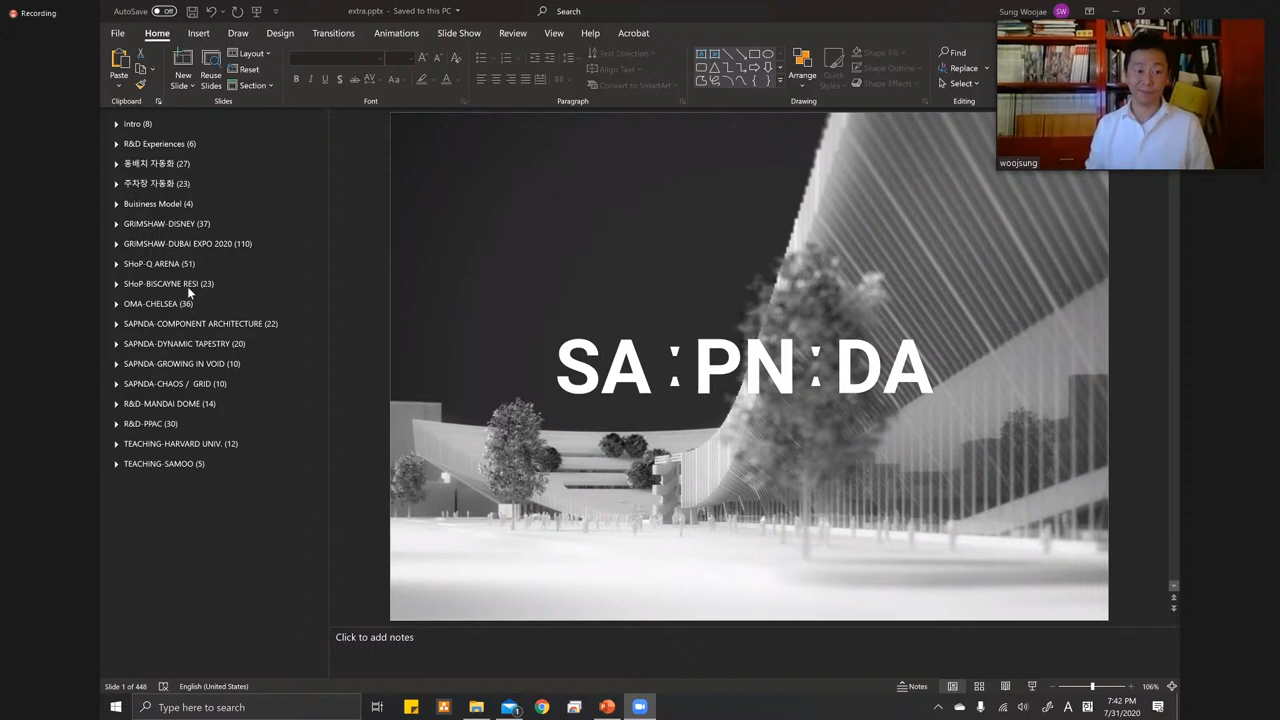 Recording
AutoSave Off
extra.pptx - Saved to this PC
Search
Sung Woojae SW
File Home Insert Draw Design Transitions Animations Slide Show Review View Help Acrobat
Paste
New Slides
Reuse Slides
Layout
Reset
Section
Text Direction
Align Text
Convert to SmartArt
Arrange
Quick Styles
Shape Fill
Shape Outline
Shape Effects
Find
Replace
Select
Clipboard Slides Font Paragraph Drawing Editing
woojsung
Intro (8)
R&D Experiences (6)
동배치 자동화 (27)
주차장 자동화 (23)
Buisiness Model (4)
GRIMSHAW-DISNEY (37)
GRIMSHAW-DUBAI EXPO 2020 (110)
SHoP-Q ARENA (51)
SHoP-BISCAYNE RESI (23)
OMA-CHELSEA (36)
SAPNDA-COMPONENT ARCHITECTURE (22)
SAPNDA-DYNAMIC TAPESTRY (20)
SAPNDA-GROWING IN VOID (10)
SAPNDA-CHAOS / GRID (10)
R&D-MANDAI DOME (14)
R&D-PPAC (30)
TEACHING-HARVARD UNIV. (12)
TEACHING-SAMOO (5)
SA:PN:DA
Click to add notes
Slide 1 of 448 English (United States) Notes 106%
Type here to search
7:42 PM
7/31/2020